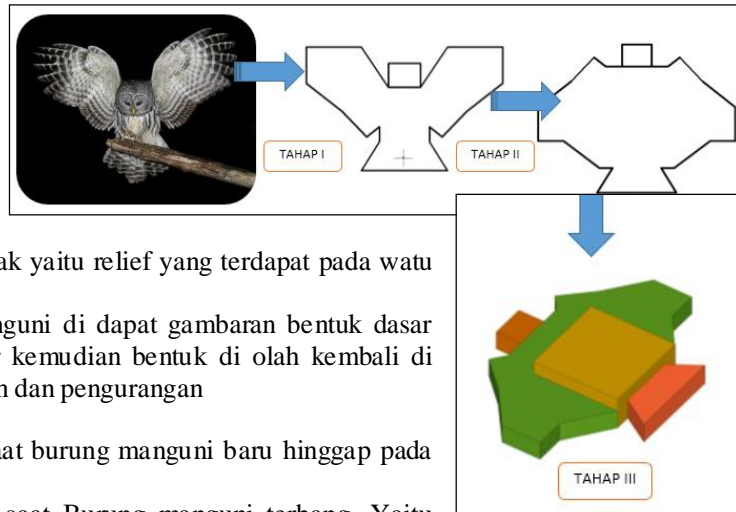 TAHAP I
TAHAP II
ak yaitu relief yang terdapat pada watu
nguni di dapat gambaran bentuk dasar
kemudian bentuk di olah kembali di
n dan pengurangan
aat burung manguni baru hinggap pada
saat Burung manguni terbang. Yaitu
TAHAP III